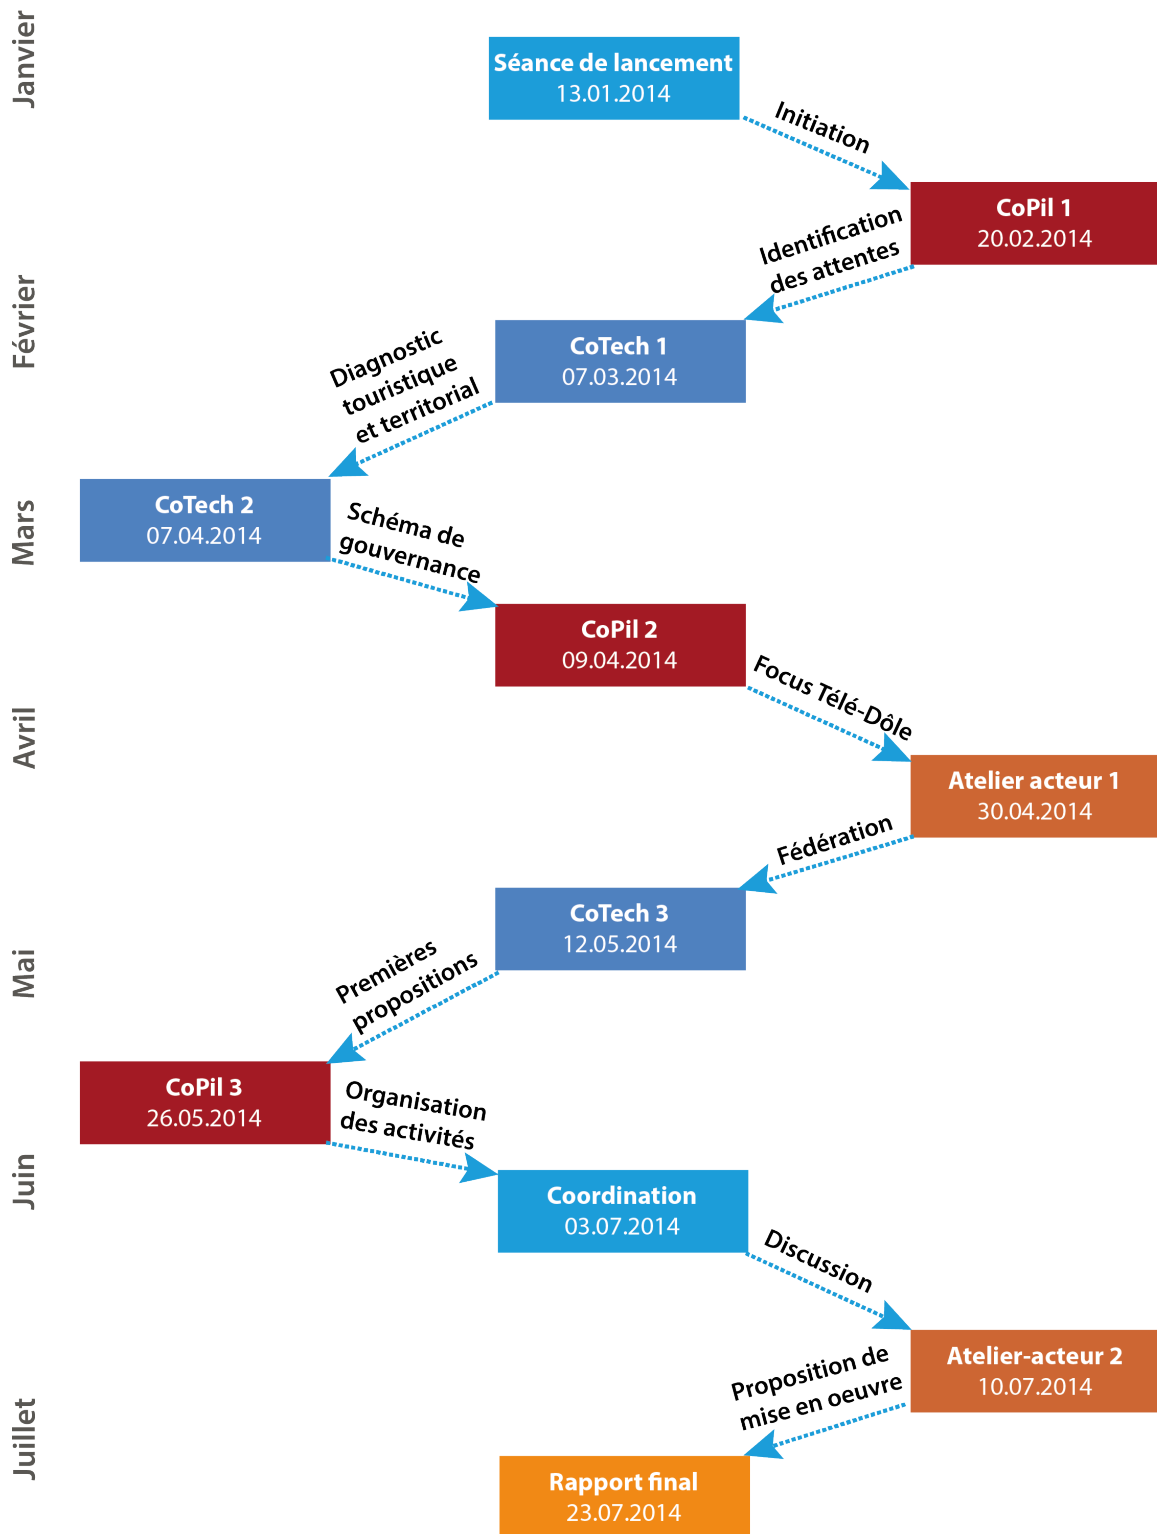 Janvier
Séance de lancement
13.01.2014
Initiation
CoPil 1
20.02.2014
Identification
des attentes
Février
CoTech 1
07.03.2014
Diagnostic
touristique
et territorial
Mars
CoTech 2
07.04.2014
Schéma de
gouvernance
CoPil 2
09.04.2014
Focus Télé-Dôle
Avril
Atelier acteur 1
30.04.2014
Fédération
CoTech 3
12.05.2014
Mai
Premières
propositions
CoPil 3
26.05.2014
Organisation
des activités
Juin
Coordination
03.07.2014
Discussion
Atelier-acteur 2
10.07.2014
Proposition de
mise en oeuvre
Juillet
Rapport final
23.07.2014